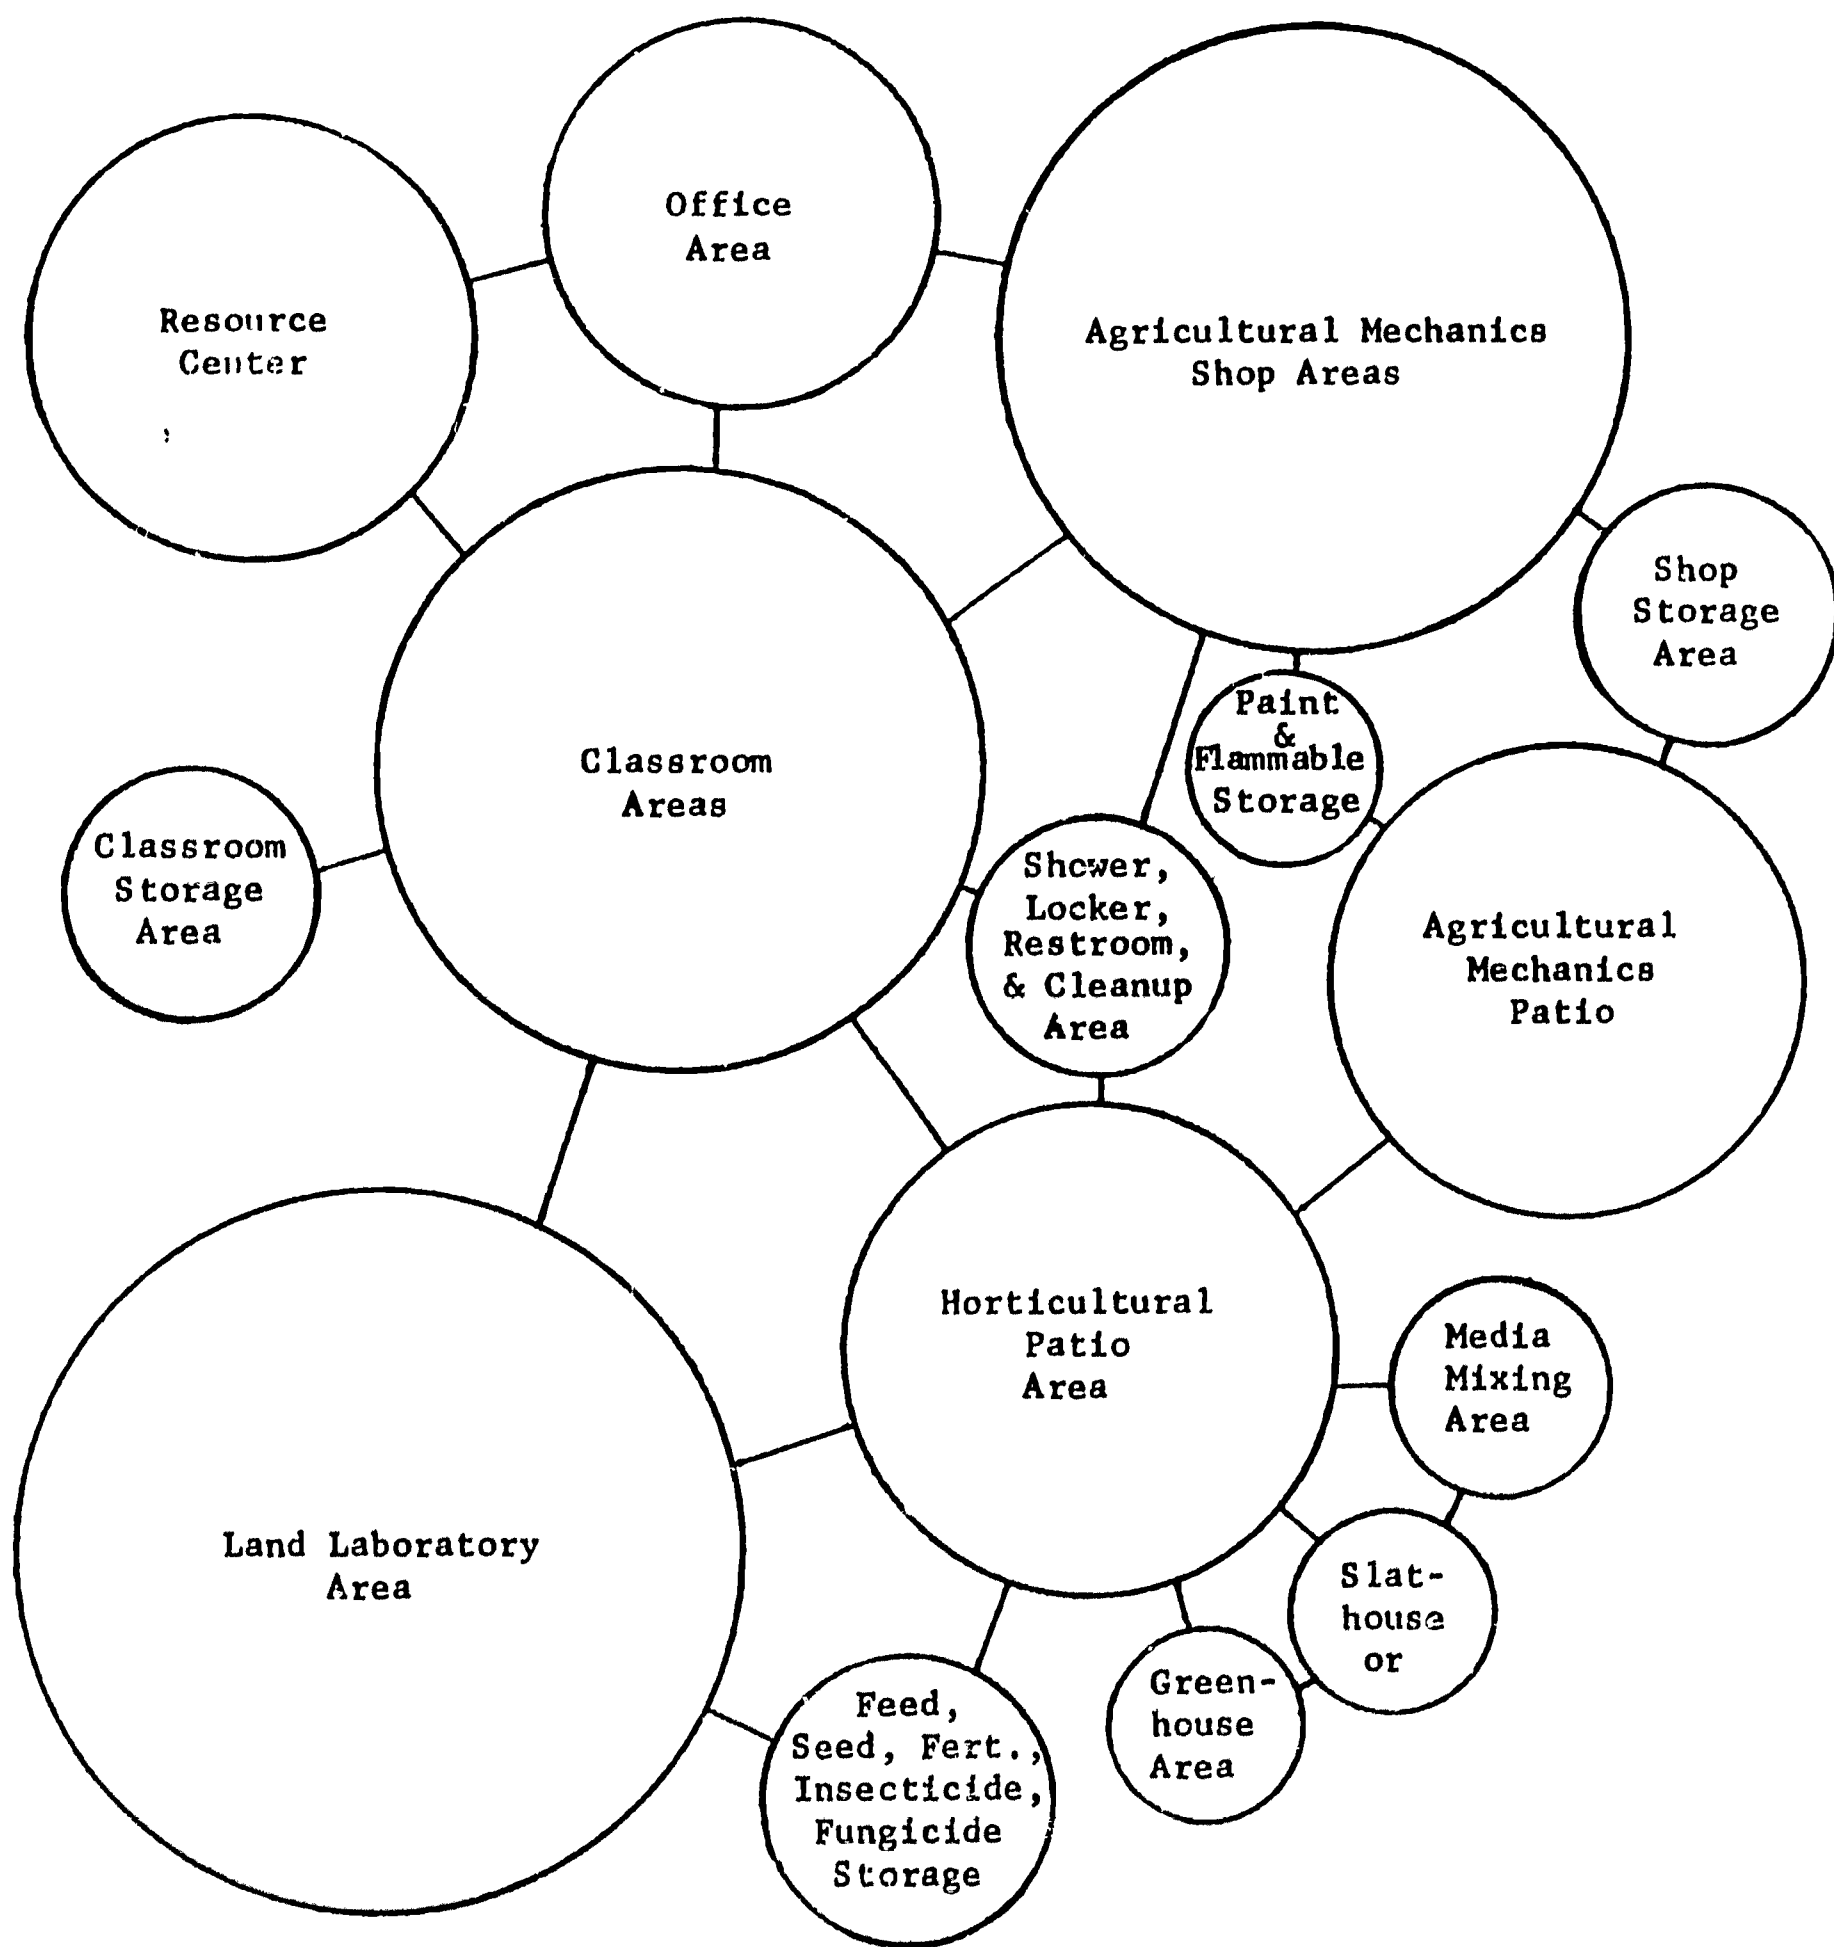 Office
Area
Resource
Center
Agricultural Mechanics
Shop Areas
Shop
Storage
Area
Paint
&
Flammable
Storage
Classroom
Areas
Classroom
Storage
Area
Shower,
Locker,
Restroom,
& Cleanup
Area
Agricultural
Mechanics
Patio
Horticultural
Patio
Area
Media
Mixing
Area
Land Laboratory
Area
Slat-
house
or
Green-
house
Area
Feed,
Seed, Fert.,
Insecticide,
Fungicide
Storage